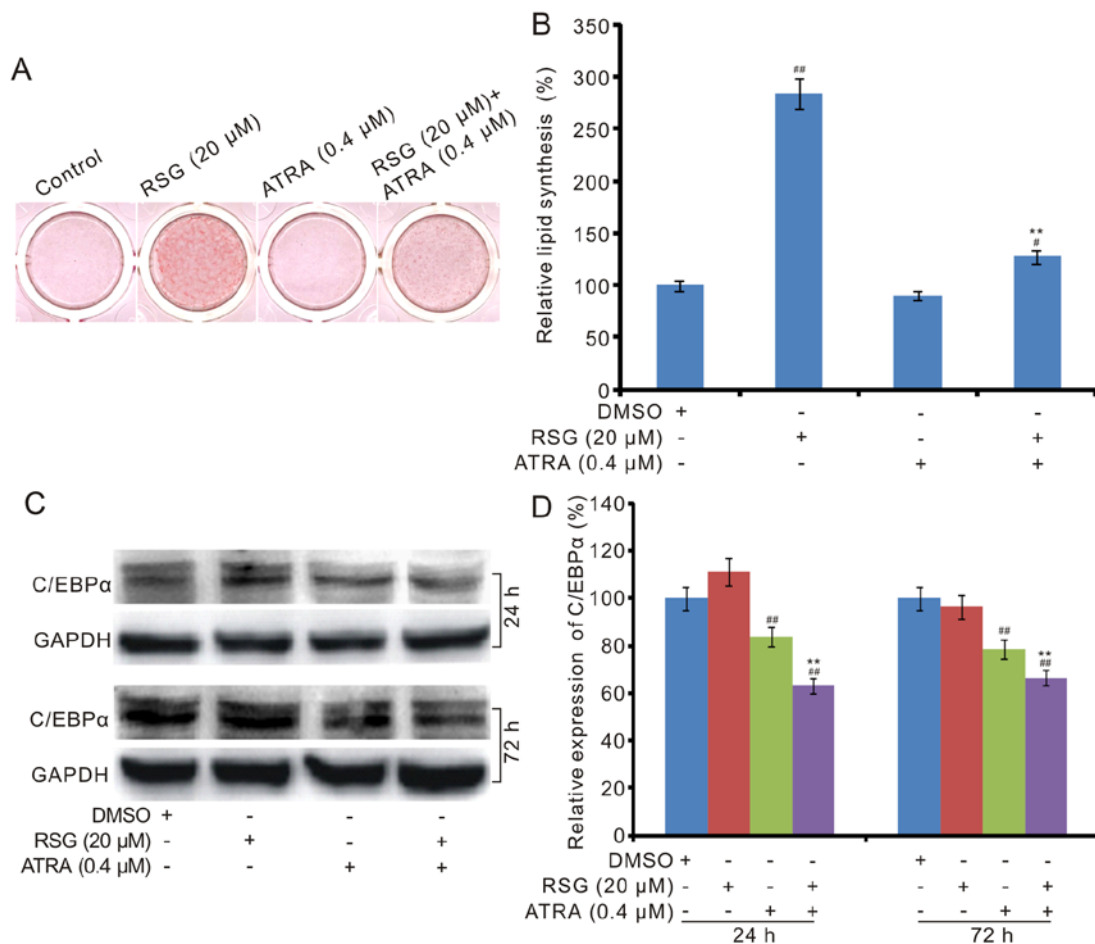 A
Control
RSG (20 µM)
ATRA (0.4 µM)
RSG (20 µM)+
ATRA (0.4 µM)
B
Relative lipid synthesis (%)
350
300
250
200
150
100
50
0
##
**
#
DMSO + - - -
RSG (20 µM) - + - +
ATRA (0.4 µM) - - + +
C
C/EBPα
GAPDH
24 h
C/EBPα
GAPDH
72 h
DMSO + - - -
RSG (20 µM) - + - +
ATRA (0.4 µM) - - + +
D
Relative expression of C/EBPα (%)
140
120
100
80
60
40
20
0
##
**
##
##
**
##
DMSO + - - - + - - -
RSG (20 µM) - + - + - + - +
ATRA (0.4 µM) - - + + - - + +
24 h
72 h